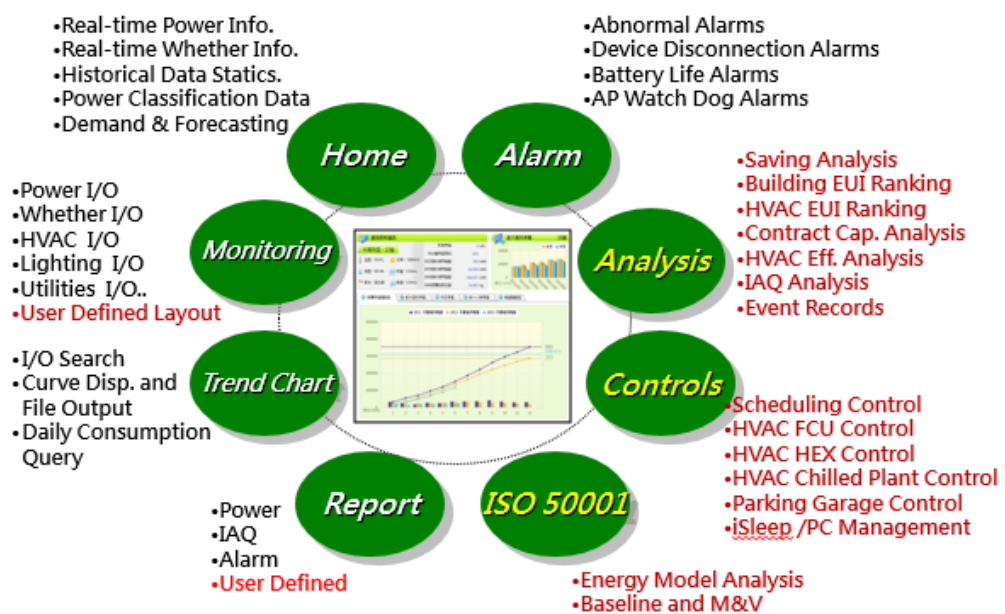 •Real-time Power Info.
•Real-time Whether Info.
•Historical Data Statics.
•Power Classification Data
•Demand & Forecasting
Home
•Abnormal Alarms
•Device Disconnection Alarms
•Battery Life Alarms
•AP Watch Dog Alarms
Alarm
•Saving Analysis
•Building EUI Ranking
•HVAC EUI Ranking
•Contract Cap. Analysis
•HVAC Eff. Analysis
•IAQ Analysis
•Event Records
Analysis
•Power I/O
•Whether I/O
•HVAC I/O
•Lighting I/O
•Utilities I/O..
•User Defined Layout
Monitoring
•I/O Search
•Curve Disp. and
File Output
•Daily Consumption
Query
Trend Chart
Controls
•Scheduling Control
•HVAC FCU Control
•HVAC HEX Control
•HVAC Chilled Plant Control
•Parking Garage Control
•iSleep /PC Management
Report
•Power
•IAQ
•Alarm
•User Defined
ISO 50001
•Energy Model Analysis
•Baseline and M&V